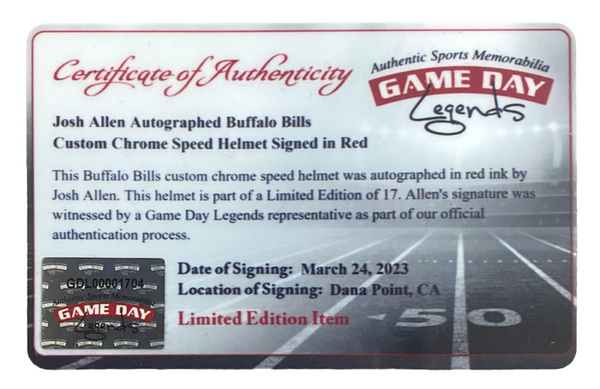 Certificate of Authenticity
Authentic Sports Memorabilia
GAME DAY
Legends
Josh Allen Autographed Buffalo Bills
Custom Chrome Speed Helmet Signed in Red
This Buffalo Bills custom chrome speed helmet was autographed in red ink by
Josh Allen. This helmet is part of a Limited Edition of 17. Allen's signature was
witnessed by a Game Day Legends representative as part of our official
authentication process.
GDL00001704
Authentic Sports Memorabilia
GAME DAY
Legends
Date of Signing: March 24, 2023
Location of Signing: Dana Point, CA
Limited Edition Item
50